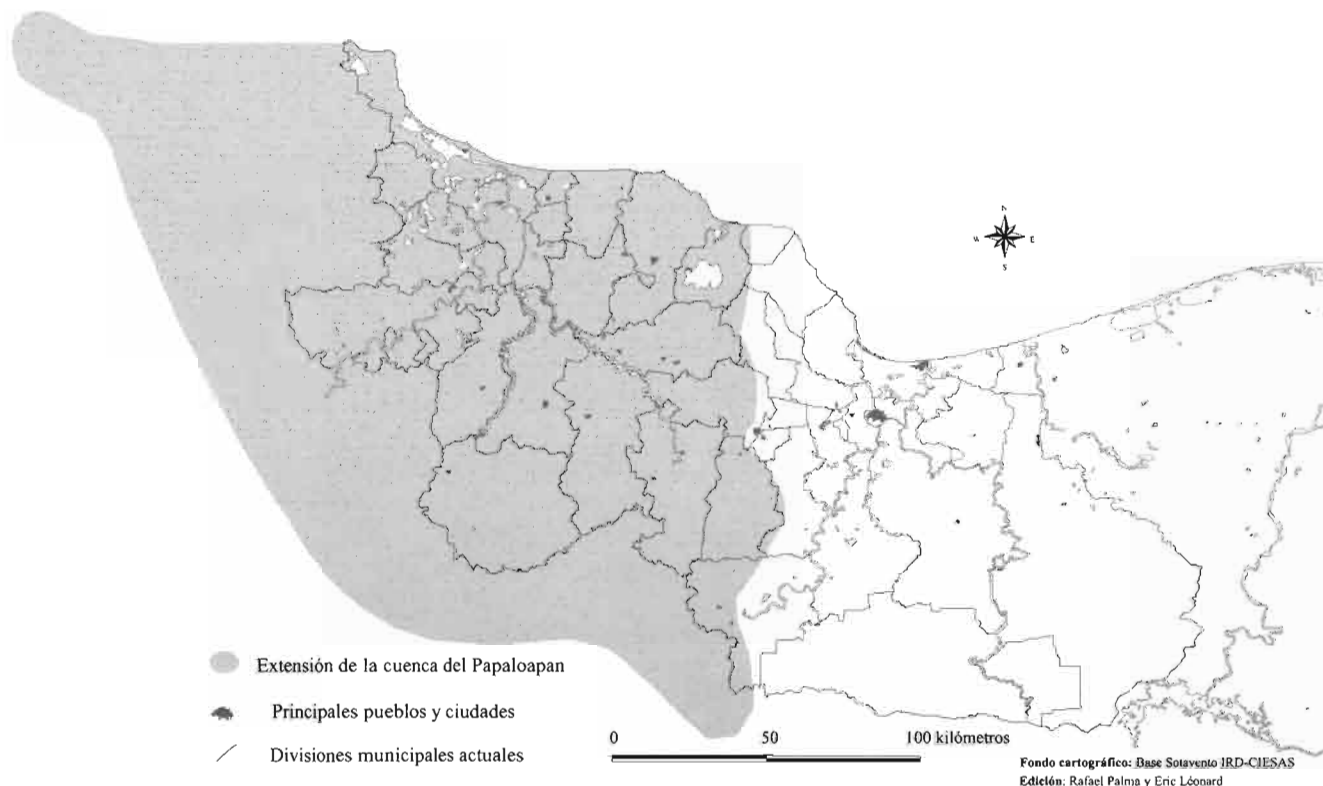 N
W E
S
Extensión de la cuenca del Papaloapan
Principales pueblos y ciudades
Divisiones municipales actuales
0 50 100 kilómetros
Fondo cartográfico: Base Sotavento IRD-CIESAS
Edición: Rafael Palma y Eric Léonard